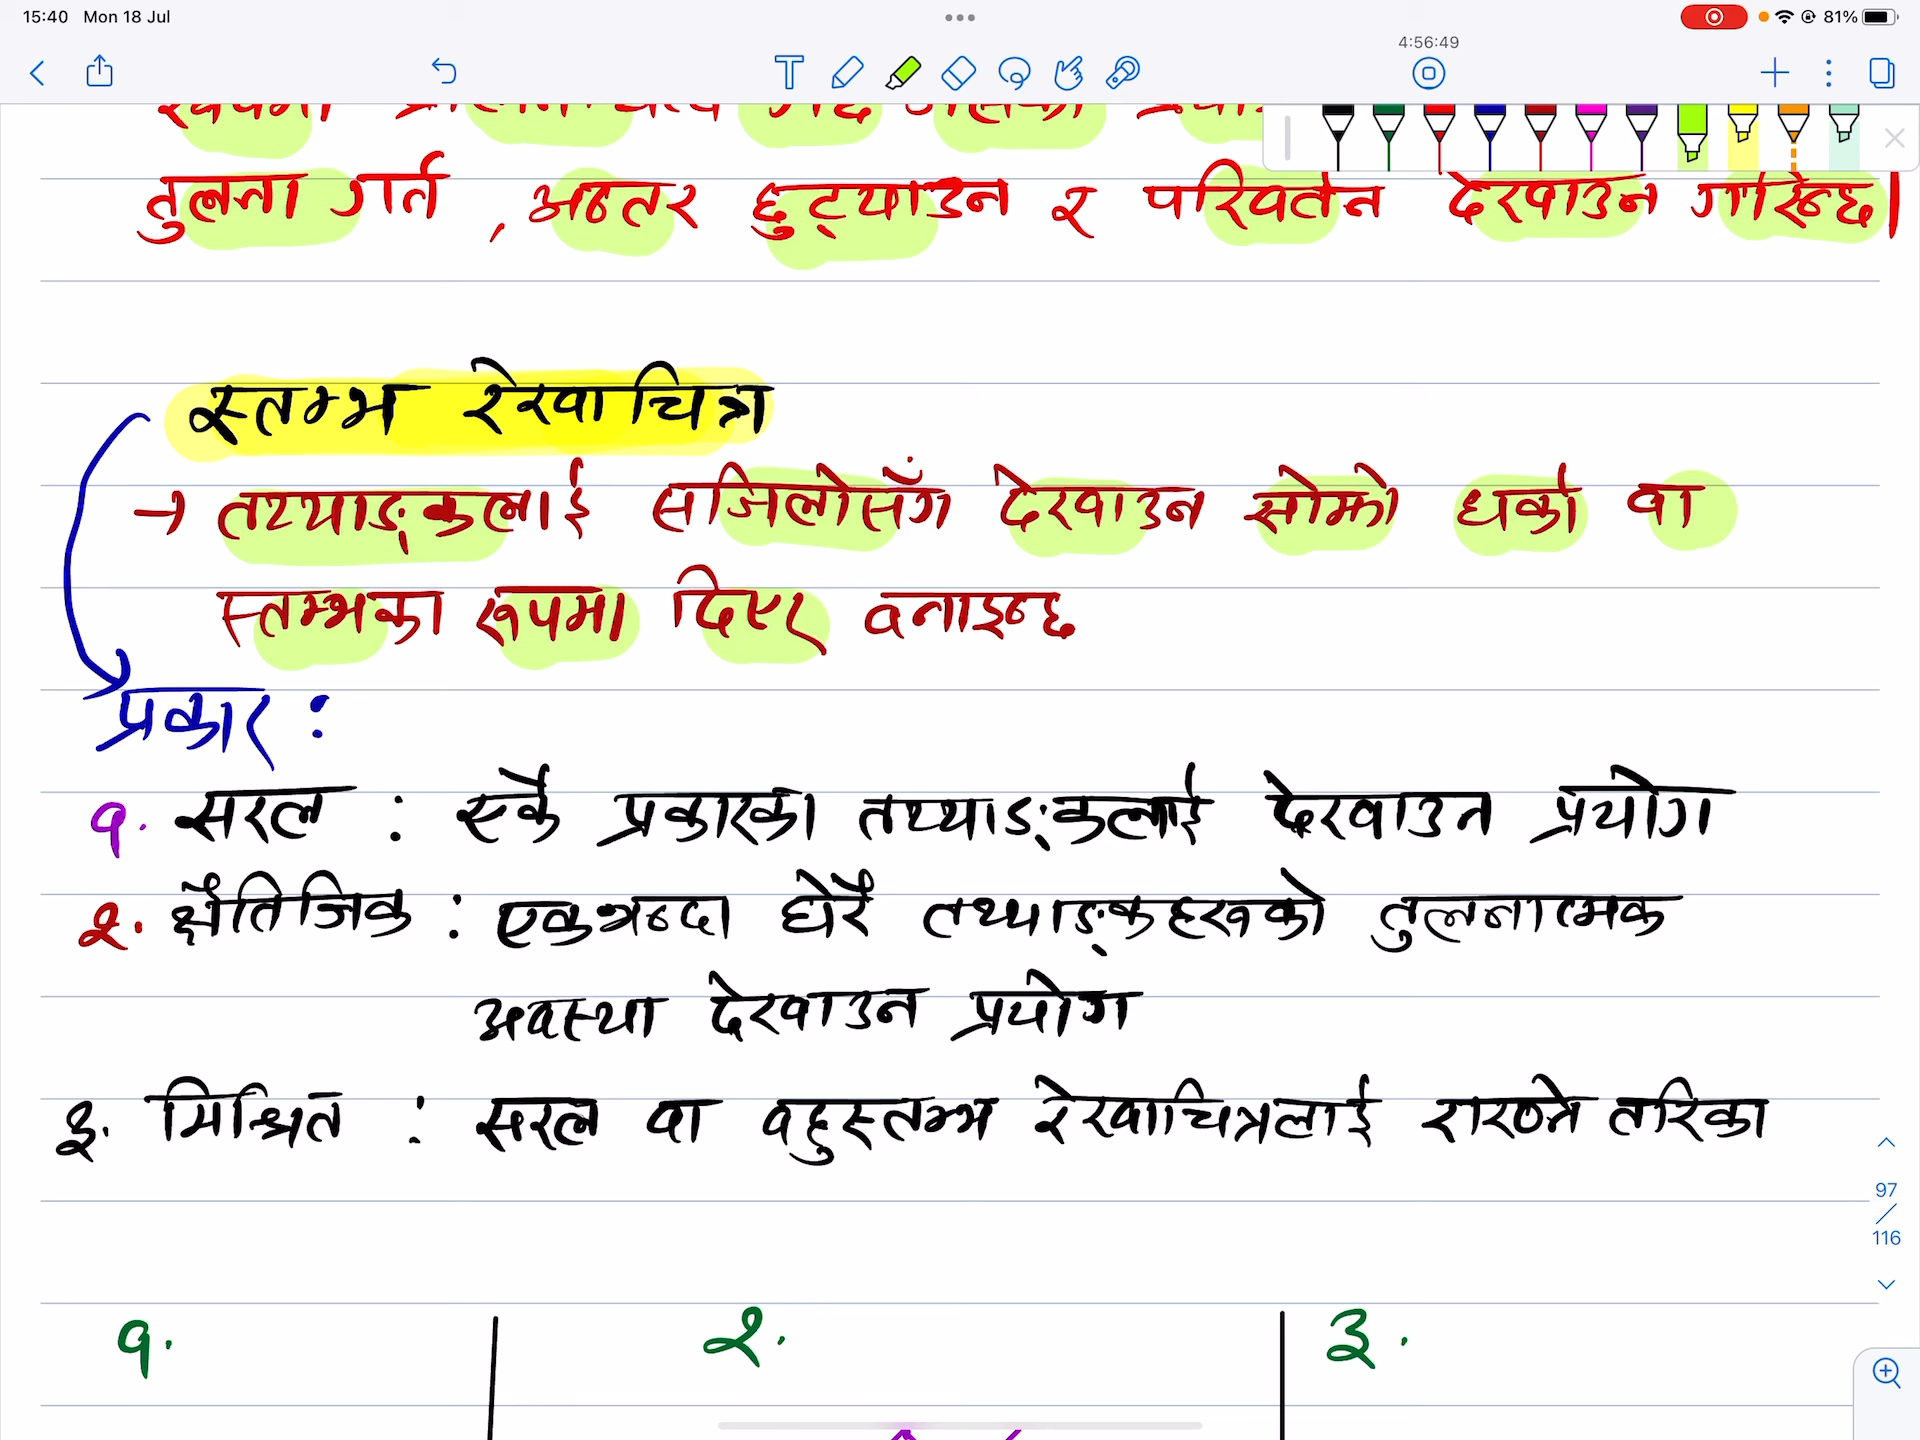 15:40 Mon 18 Jul
81%
4:56:49
तुलना गर्न , अन्तर छुट्याउन र परिवर्तन देखाउन गरिन्छ।
स्तम्भ रेखाचित्र
→ तथ्याङ्कलाई सजिलोसँग देखाउन सोझो धर्का वा
स्तम्भका रूपमा दिएर बनाइन्छ
प्रकार :
१. सरल : एकै प्रकारका तथ्याङ्कलाई देखाउन प्रयोग
२. क्षैतिजिक : एकभन्दा धेरै तथ्याङ्कहरूको तुलनात्मक
अवस्था देखाउन प्रयोग
३. मिश्रित : सरल वा बहुस्तम्भ रेखाचित्रलाई राख्ने तरिका
97
/
116
१. २. ३.